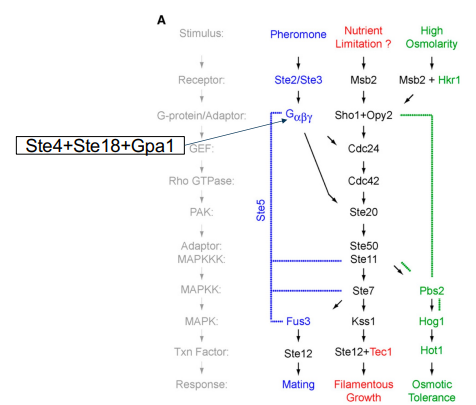 A
Stimulus: Pheromone Nutrient Limitation ? High Osmolarity
Receptor: Ste2/Ste3 Msb2 Msb2 + Hkr1
G-protein/Adaptor: Gαβγ Sho1+Opy2
Ste4+Ste18+Gpa1
GEF: Cdc24
Rho GTPase: Cdc42
PAK: Ste20
Ste5
Adaptor: Ste50
MAPKKK: Ste11
MAPKK: Ste7 Pbs2
MAPK: Fus3 Kss1 Hog1
Txn Factor: Ste12 Ste12+Tec1 Hot1
Response: Mating Filamentous Growth Osmotic Tolerance